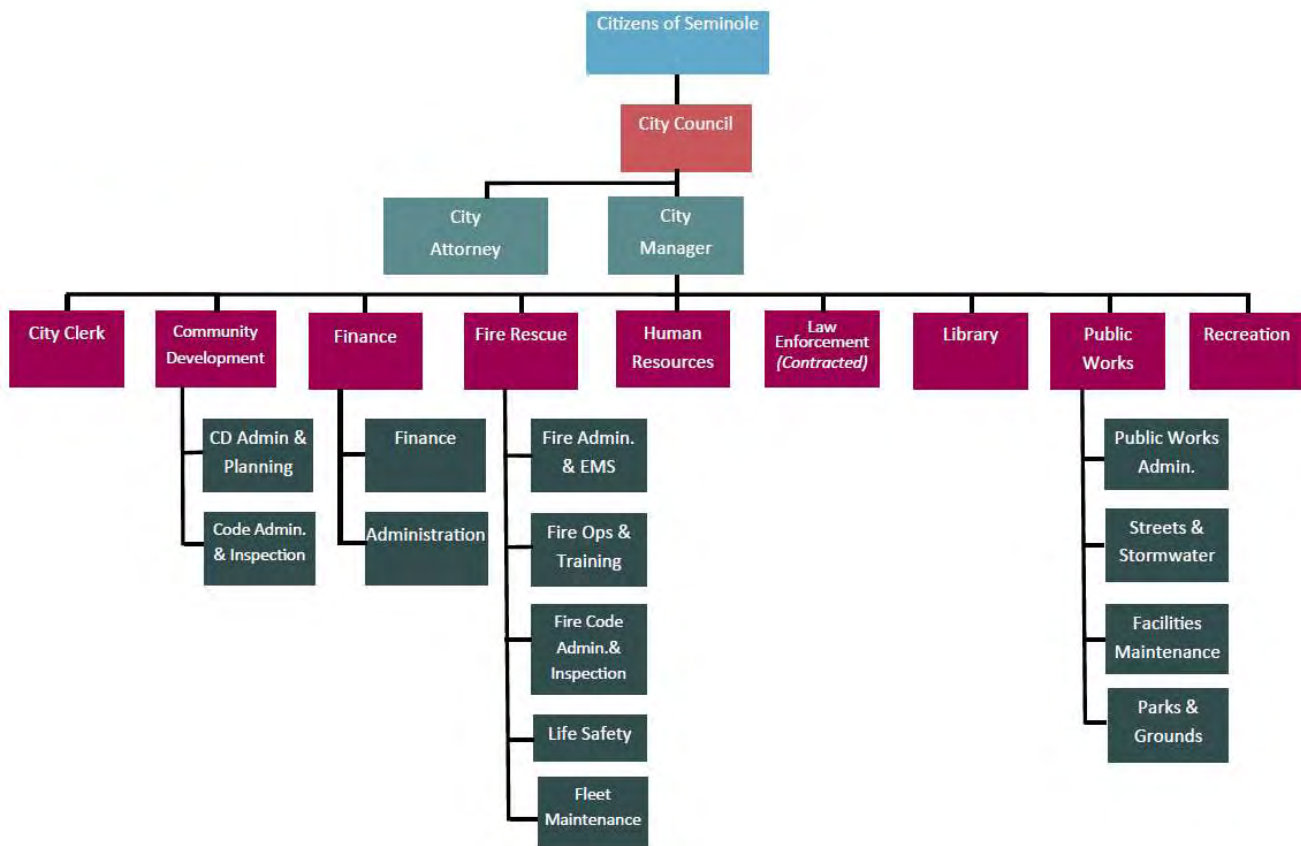 Citizens of Seminole
City Council
City
Attorney
City
Manager
City Clerk
Community
Development
Finance
Fire Rescue
Human
Resources
Law
Enforcement
(Contracted)
Library
Public
Works
Recreation
CD Admin &
Planning
Code Admin.
& Inspection
Finance
Administration
Fire Admin.
& EMS
Fire Ops &
Training
Fire Code
Admin.&
Inspection
Life Safety
Fleet
Maintenance
Public Works
Admin.
Streets &
Stormwater
Facilities
Maintenance
Parks &
Grounds